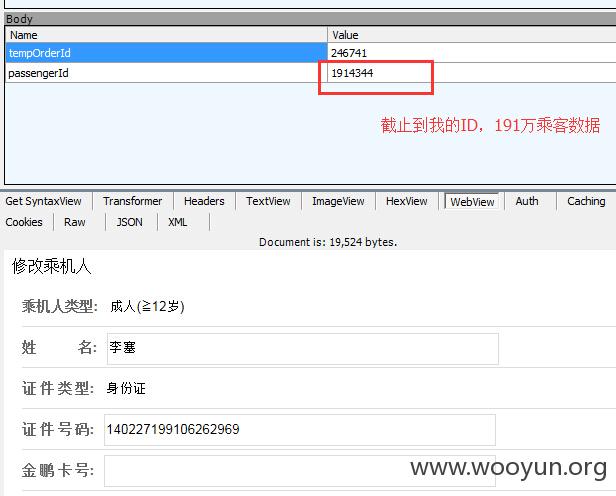 Body
Name Value
tempOrderId 246741
passengerId 1914344
截止到我的ID，191万乘客数据
Get SyntaxView Transformer Headers TextView ImageView HexView WebView Auth Caching
Cookies Raw JSON XML
Document is: 19,524 bytes.
修改乘机人
乘机人类型: 成人(≧12岁)
姓 名: 李塞
证件类型: 身份证
证件号码: 140227199106262969
金鹏卡号:
www.wooyun.org